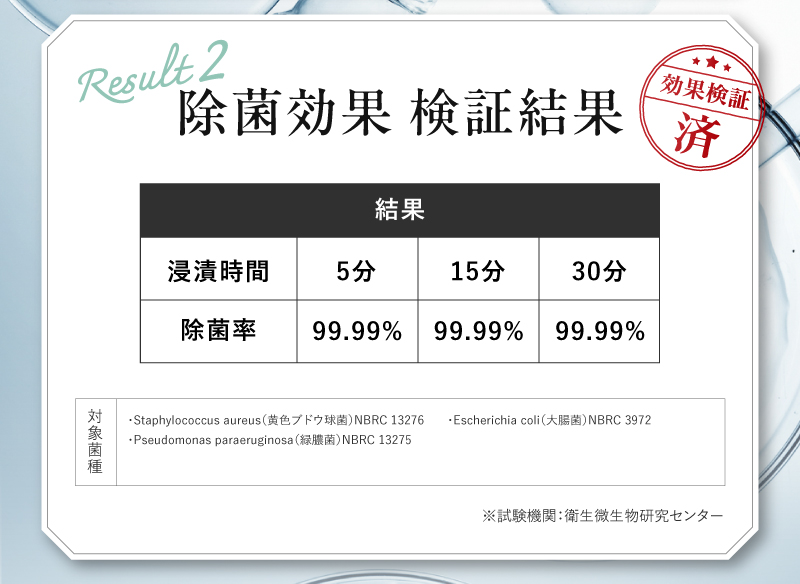 Result 2
除菌効果 検証結果
効果検証
済
結果
浸漬時間 5分 15分 30分
除菌率 99.99% 99.99% 99.99%
対象菌種
・Staphylococcus aureus(黄色ブドウ球菌)NBRC 13276 ・Escherichia coli(大腸菌)NBRC 3972
・Pseudomonas paraeruginosa(緑膿菌)NBRC 13275
※試験機関:衛生微生物研究センター